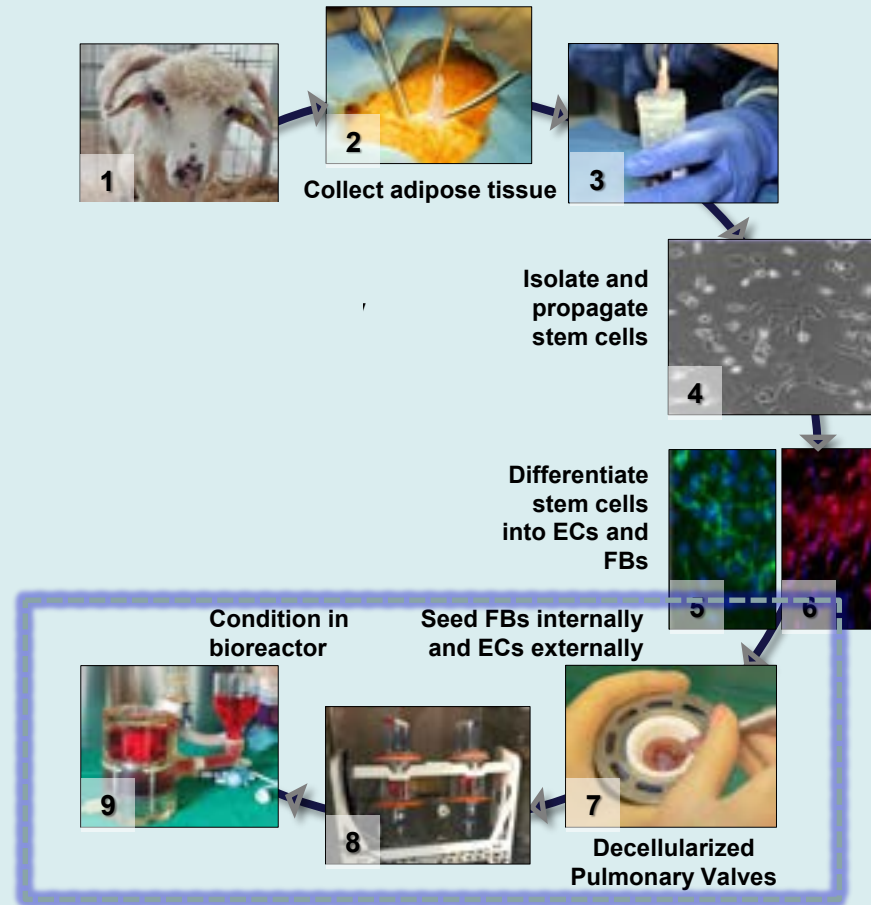 1
2
Collect adipose tissue
3
Isolate and
propagate
stem cells
4
Differentiate
stem cells
into ECs and
FBs
5
6
Condition in
bioreactor
Seed FBs internally
and ECs externally
9
8
7
Decellularized
Pulmonary Valves